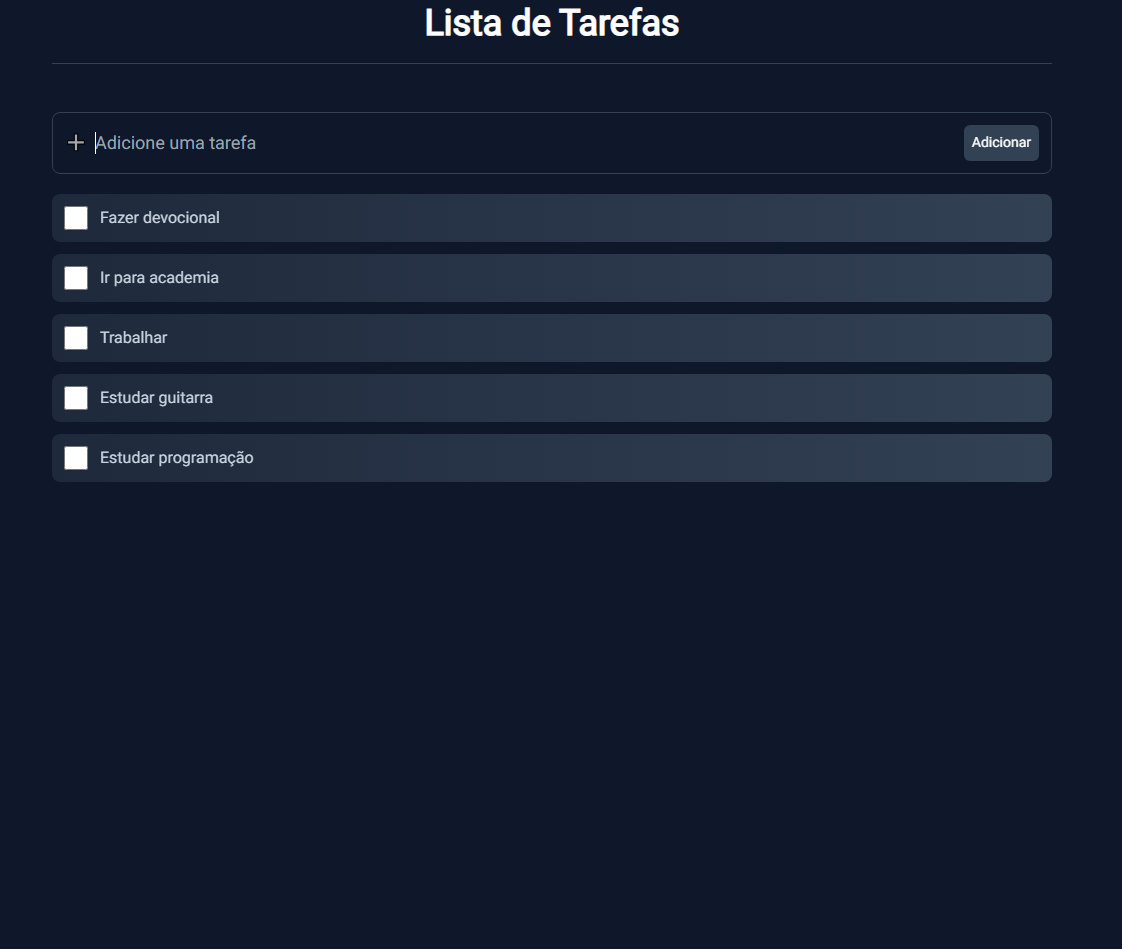 Lista de Tarefas
Adicione uma tarefa
Adicionar
Fazer devocional
Ir para academia
Trabalhar
Estudar guitarra
Estudar programação